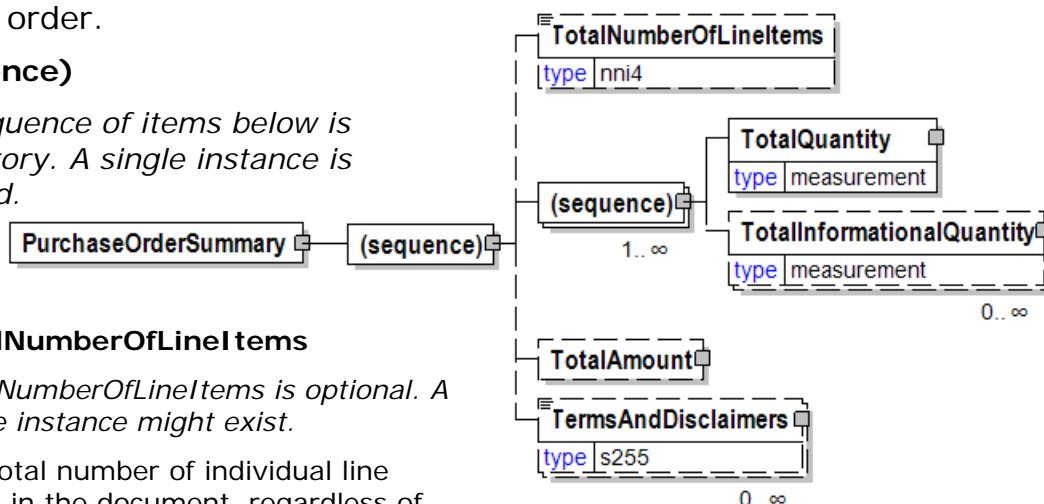 order.
nce)
quence of items below is
tory. A single instance is
d.
lNumberOfLineItems
NumberOfLineItems is optional. A
e instance might exist.
otal number of individual line
in the document, regardless of
PurchaseOrderSummary
(sequence)
TotalNumberOfLineItems
type nni4
(sequence)
1.. ∞
TotalQuantity
type measurement
TotalInformationalQuantity
type measurement
0.. ∞
TotalAmount
TermsAndDisclaimers
type s255
0.. ∞